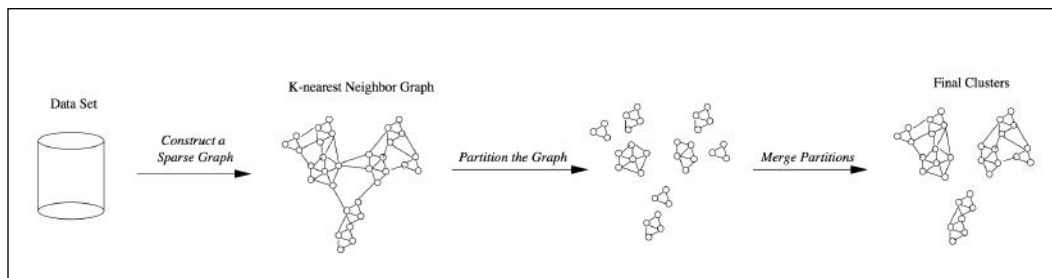 Data Set
Construct a
Sparse Graph
K-nearest Neighbor Graph
Partition the Graph
Merge Partitions
Final Clusters